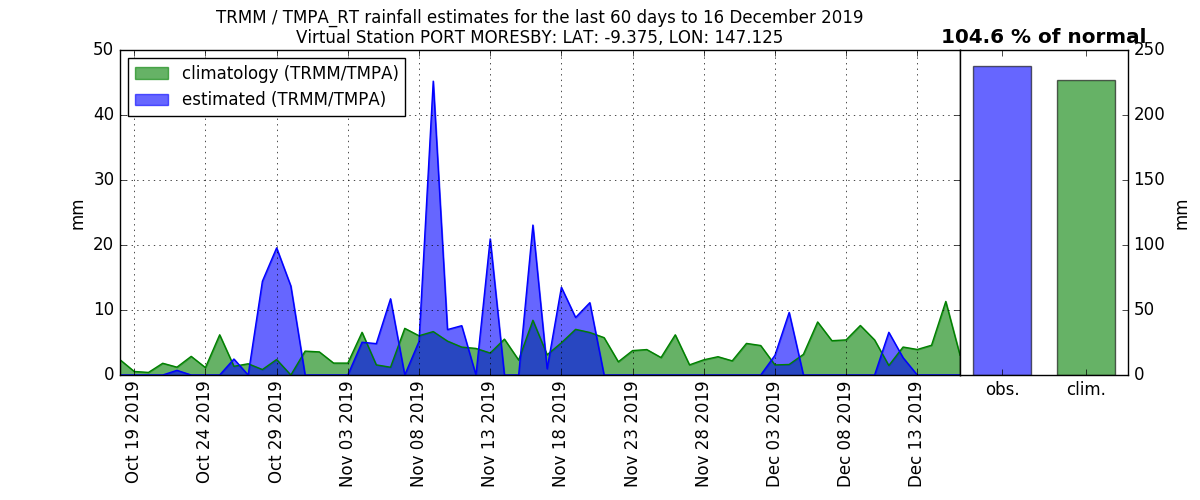 TRMM / TMPA_RT rainfall estimates for the last 60 days to 16 December 2019
Virtual Station PORT MORESBY: LAT: -9.375, LON: 147.125
104.6 % of normal
climatology (TRMM/TMPA)
estimated (TRMM/TMPA)
50
40
30
20
10
0
mm
250
200
150
100
50
0
mm
Oct 19 2019
Oct 24 2019
Oct 29 2019
Nov 03 2019
Nov 08 2019
Nov 13 2019
Nov 18 2019
Nov 23 2019
Nov 28 2019
Dec 03 2019
Dec 08 2019
Dec 13 2019
obs.
clim.